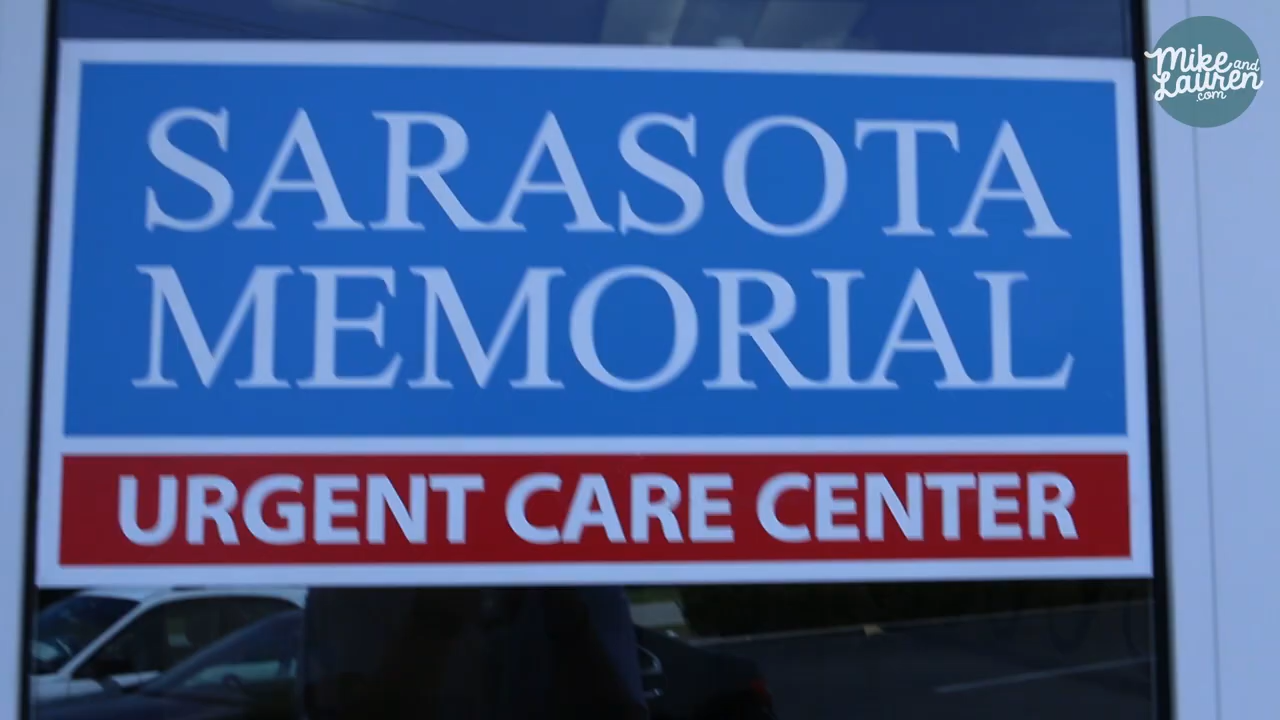 SARASOTA
MEMORIAL
URGENT CARE CENTER
Mike and
Lauren
.com